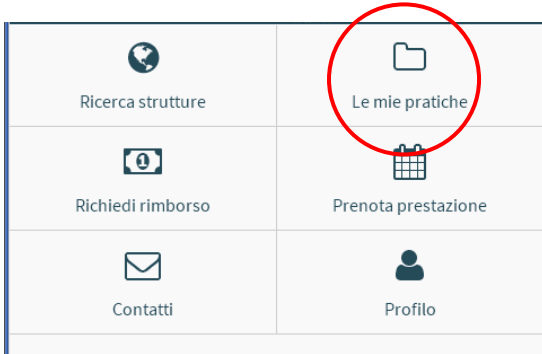 Ricerca strutture
Le mie pratiche
Richiedi rimborso
Prenota prestazione
Contatti
Profilo